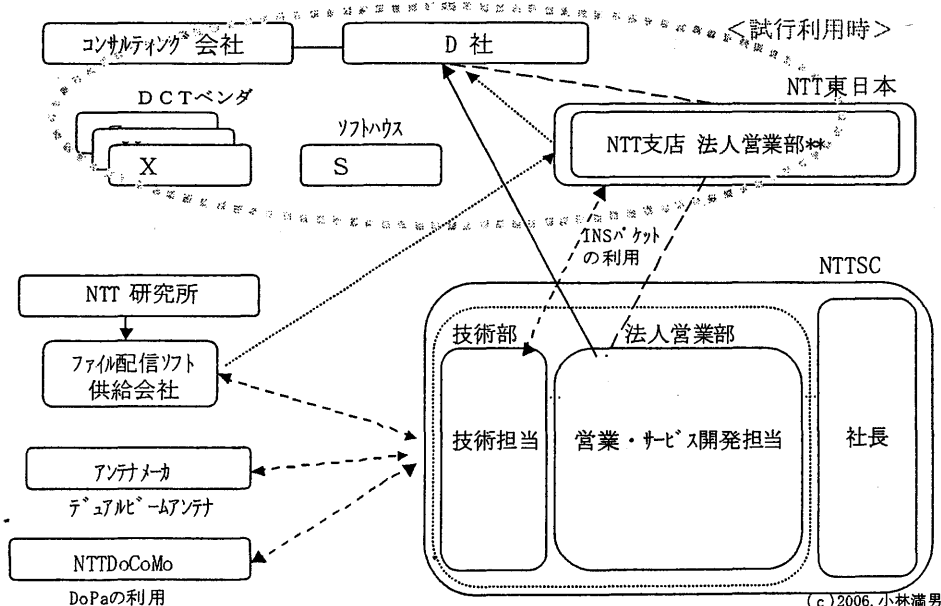 <試行利用時>
コンサルティング 会社
D 社
NTT東日本
DCTベンダ
ソフトハウス
NTT支店 法人営業部**
X
S
INSパケット
の利用
NTTSC
NTT 研究所
技術部
法人営業部
ファイル配信ソフト
供給会社
技術担当
営業・サービス開発担当
社長
アンテナメーカ
デュアルビームアンテナ
NTTDoCoMo
DoPaの利用
(c)2006,小林満男